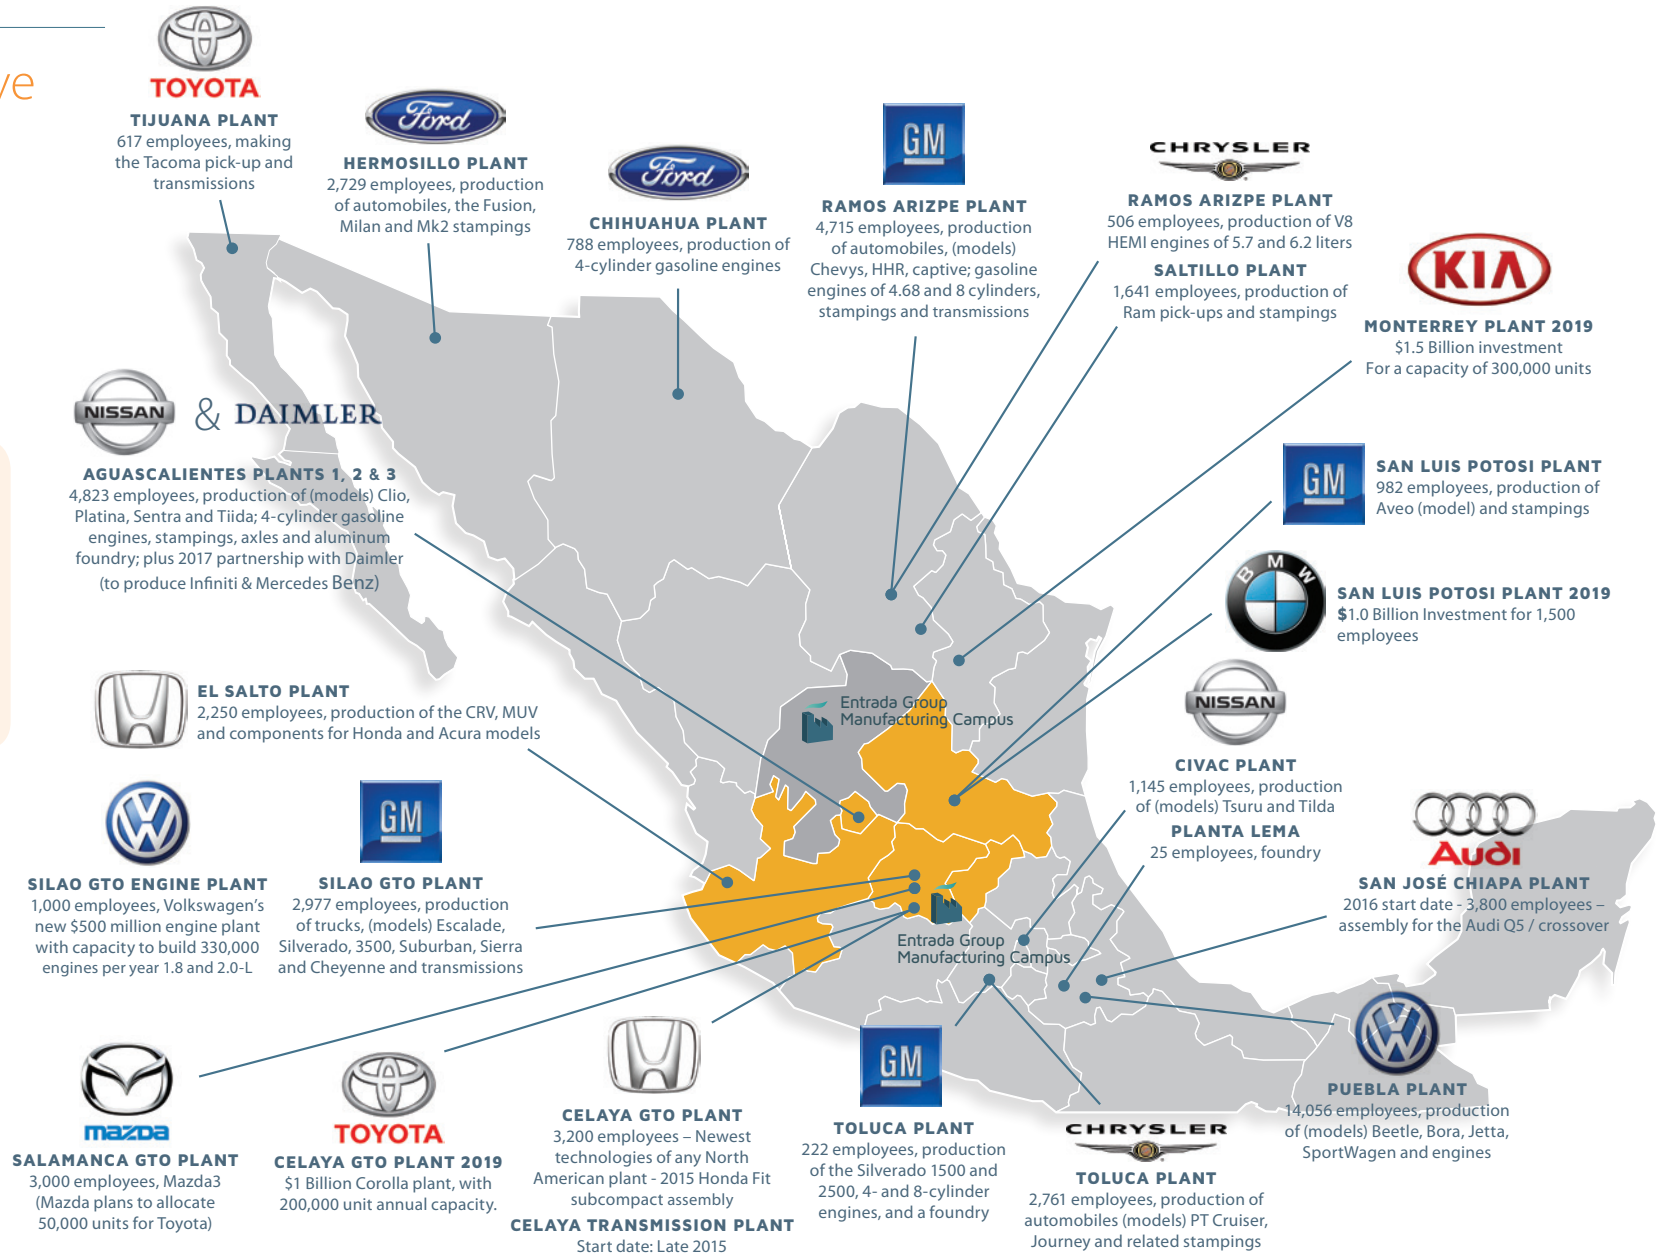 ve
TOYOTA
TIJUANA PLANT
617 employees, making
the Tacoma pick-up and
transmissions
Ford
HERMOSILLO PLANT
2,729 employees, production
of automobiles, the Fusion,
Milan and Mk2 stampings
Ford
CHIHUAHUA PLANT
788 employees, production of
4-cylinder gasoline engines
GM
RAMOS ARIZPE PLANT
4,715 employees, production
of automobiles, (models)
Chevys, HHR, captive; gasoline
engines of 4.68 and 8 cylinders,
stampings and transmissions
CHRYSLER
RAMOS ARIZPE PLANT
506 employees, production of V8
HEMI engines of 5.7 and 6.2 liters
SALTILLO PLANT
1,641 employees, production of
Ram pick-ups and stampings
KIA
MONTERREY PLANT 2019
$1.5 Billion investment
For a capacity of 300,000 units
NISSAN & DAIMLER
AGUASCALIENTES PLANTS 1, 2 & 3
4,823 employees, production of (models) Clio,
Platina, Sentra and Tiida; 4-cylinder gasoline
engines, stampings, axles and aluminum
foundry; plus 2017 partnership with Daimler
(to produce Infiniti & Mercedes Benz)
GM
SAN LUIS POTOSI PLANT
982 employees, production of
Aveo (model) and stampings
BMW
SAN LUIS POTOSI PLANT 2019
$1.0 Billion Investment for 1,500
employees
EL SALTO PLANT
2,250 employees, production of the CRV, MUV
and components for Honda and Acura models
Entrada Group
Manufacturing Campus
NISSAN
CIVAC PLANT
1,145 employees, production
of (models) Tsuru and Tilda
PLANTA LEMA
25 employees, foundry
Audi
SAN JOSÉ CHIAPA PLANT
2016 start date - 3,800 employees –
assembly for the Audi Q5 / crossover
SILAO GTO ENGINE PLANT
1,000 employees, Volkswagen's
new $500 million engine plant
with capacity to build 330,000
engines per year 1.8 and 2.0-L
GM
SILAO GTO PLANT
2,977 employees, production
of trucks, (models) Escalade,
Silverado, 3500, Suburban, Sierra
and Cheyenne and transmissions
Entrada Group
Manufacturing Campus
mazda
SALAMANCA GTO PLANT
3,000 employees, Mazda3
(Mazda plans to allocate
50,000 units for Toyota)
TOYOTA
CELAYA GTO PLANT 2019
$1 Billion Corolla plant, with
200,000 unit annual capacity.
CELAYA GTO PLANT
3,200 employees – Newest
technologies of any North
American plant - 2015 Honda Fit
subcompact assembly
CELAYA TRANSMISSION PLANT
Start date: Late 2015
GM
TOLUCA PLANT
222 employees, production
of the Silverado 1500 and
2500, 4- and 8-cylinder
engines, and a foundry
CHRYSLER
TOLUCA PLANT
2,761 employees, production of
automobiles (models) PT Cruiser,
Journey and related stampings
PUEBLA PLANT
14,056 employees, production
of (models) Beetle, Bora, Jetta,
SportWagen and engines